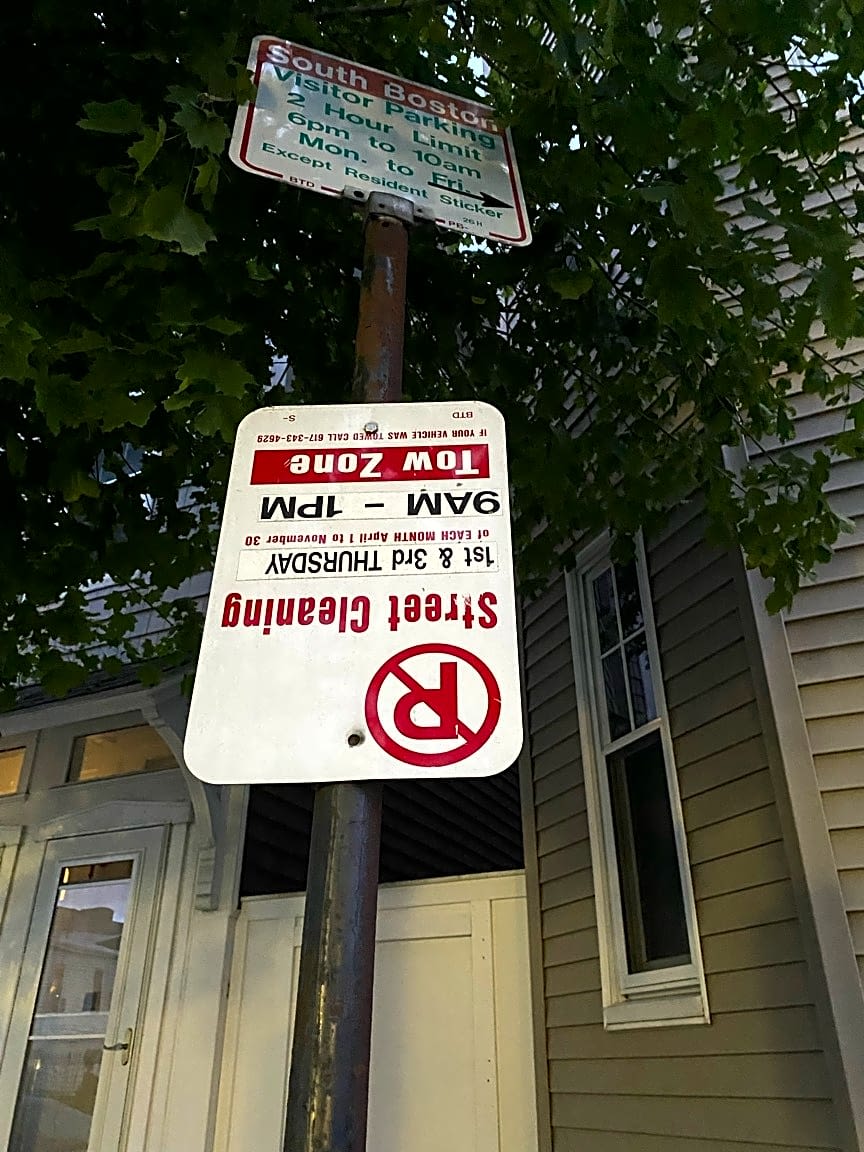 South Boston
Visitor Parking
2 Hour Limit
6pm to 10am
Mon. to Fri.
Except Resident Sticker
BTD
26H
PB-
P
Street Cleaning
1st & 3rd THURSDAY
of EACH MONTH April 1 to November 30
9AM - 1PM
Tow Zone
IF YOUR VEHICLE WAS TOWED CALL 617-343-4629
BTD S-